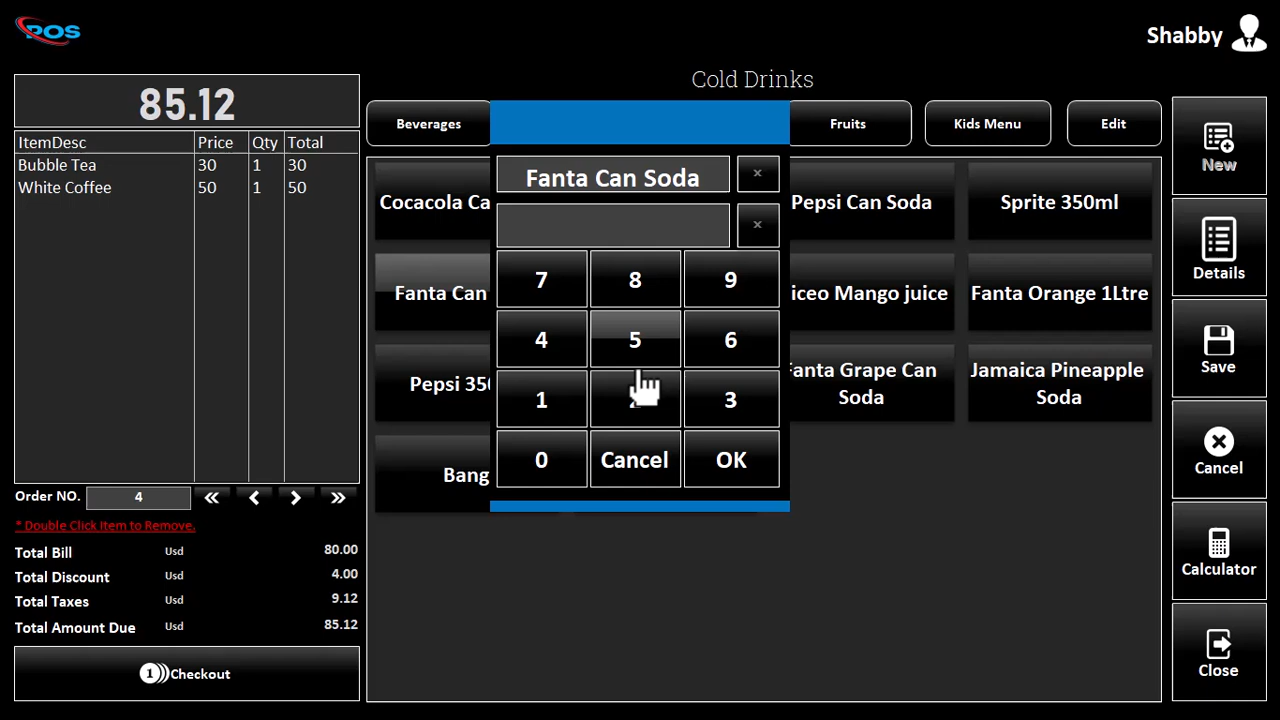 POS
Shabby
85.12
Cold Drinks
ItemDesc Price Qty Total
Bubble Tea 30 1 30
White Coffee 50 1 50
Beverages
Fruits
Kids Menu
Edit
Cocacola Ca
Pepsi Can Soda
Sprite 350ml
Fanta Can
iceo Mango juice
Fanta Orange 1Ltre
Pepsi 350
Fanta Grape Can
Soda
Jamaica Pineapple
Soda
Bang
Fanta Can Soda
×
×
7 8 9
4 5 6
1 2 3
0 Cancel OK
New
Details
Save
Cancel
Calculator
Close
Order NO. 4
* Double Click Item to Remove.
Total Bill Usd 80.00
Total Discount Usd 4.00
Total Taxes Usd 9.12
Total Amount Due Usd 85.12
1 Checkout